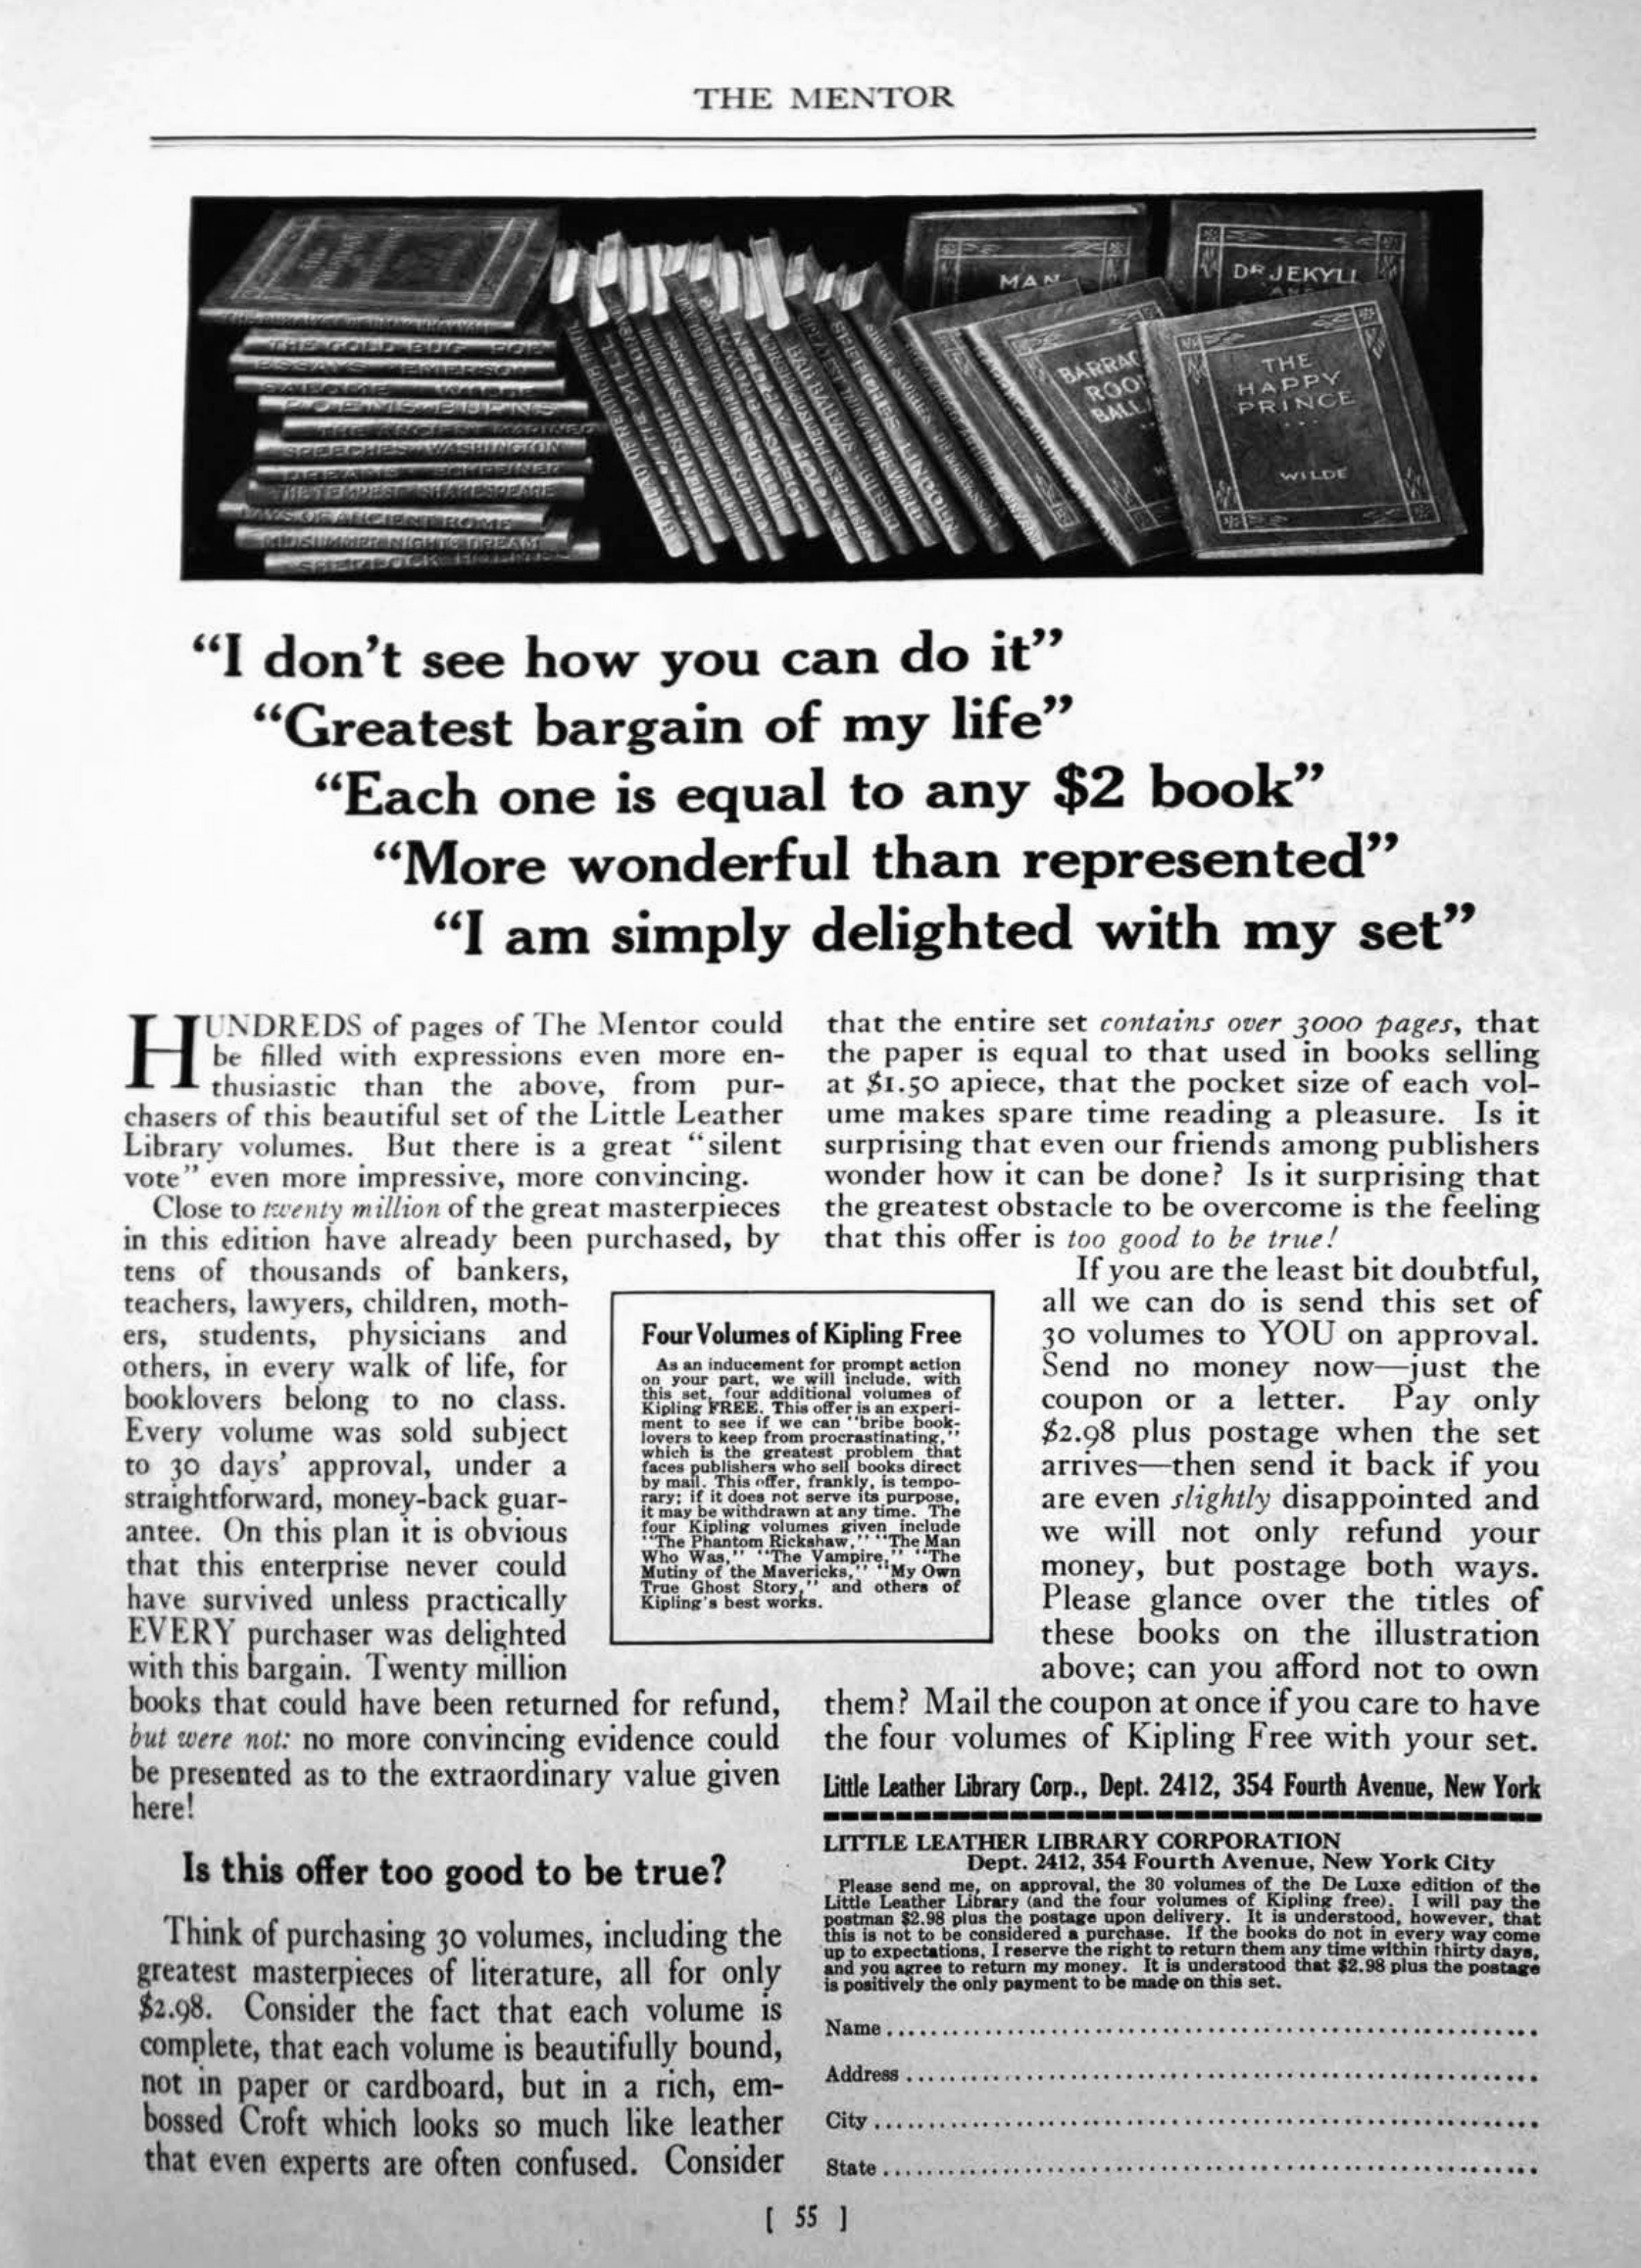 THE MENTOR
THE GOLD BUG POE
ESSAYS EMERSON
SALOME WILDE
POEMS BURNS
THE ANCIENT MARINER
SPEECHES WASHINGTON
DREAMS SCHREINER
THE TEMPEST SHAKESPEARE
LAYS OF ANCIENT ROME
MIDSUMMER NIGHT'S DREAM
SHERLOCK HOLMES
BAB BALLADS GILBERT
SPEECHES LINCOLN
MAN
BARRAC
ROO
BALL
DR JEKYLL
THE
HAPPY
PRINCE
WILDE
“I don't see how you can do it”
“Greatest bargain of my life”
“Each one is equal to any $2 book”
“More wonderful than represented”
“I am simply delighted with my set”
HUNDREDS of pages of The Mentor could
be filled with expressions even more en-
thusiastic than the above, from pur-
chasers of this beautiful set of the Little Leather
Library volumes. But there is a great “silent
vote” even more impressive, more convincing.
Close to twenty million of the great masterpieces
in this edition have already been purchased, by
tens of thousands of bankers,
teachers, lawyers, children, moth-
ers, students, physicians and
others, in every walk of life, for
booklovers belong to no class.
Every volume was sold subject
to 30 days' approval, under a
straightforward, money-back guar-
antee. On this plan it is obvious
that this enterprise never could
have survived unless practically
EVERY purchaser was delighted
with this bargain. Twenty million
books that could have been returned for refund,
but were not: no more convincing evidence could
be presented as to the extraordinary value given
here!
Is this offer too good to be true?
Think of purchasing 30 volumes, including the
greatest masterpieces of literature, all for only
$2.98. Consider the fact that each volume is
complete, that each volume is beautifully bound,
not in paper or cardboard, but in a rich, em-
bossed Croft which looks so much like leather
that even experts are often confused. Consider
that the entire set contains over 3000 pages, that
the paper is equal to that used in books selling
at $1.50 apiece, that the pocket size of each vol-
ume makes spare time reading a pleasure. Is it
surprising that even our friends among publishers
wonder how it can be done? Is it surprising that
the greatest obstacle to be overcome is the feeling
that this offer is too good to be true!
If you are the least bit doubtful,
all we can do is send this set of
30 volumes to YOU on approval.
Send no money now—just the
coupon or a letter. Pay only
$2.98 plus postage when the set
arrives—then send it back if you
are even slightly disappointed and
we will not only refund your
money, but postage both ways.
Please glance over the titles of
these books on the illustration
above; can you afford not to own
them? Mail the coupon at once if you care to have
the four volumes of Kipling Free with your set.
Little Leather Library Corp., Dept. 2412, 354 Fourth Avenue, New York
Four Volumes of Kipling Free
As an inducement for prompt action
on your part, we will include, with
this set, four additional volumes of
Kipling FREE. This offer is an experi-
ment to see if we can “bribe book-
lovers to keep from procrastinating,”
which is the greatest problem that
faces publishers who sell books direct
by mail. This offer, frankly, is tempo-
rary; if it does not serve its purpose,
it may be withdrawn at any time. The
four Kipling volumes given include
“The Phantom Rickshaw,” “The Man
Who Was,” “The Vampire,” “The
Mutiny of the Mavericks,” “My Own
True Ghost Story,” and others of
Kipling's best works.
LITTLE LEATHER LIBRARY CORPORATION
Dept. 2412, 354 Fourth Avenue, New York City
Please send me, on approval, the 30 volumes of the De Luxe edition of the
Little Leather Library (and the four volumes of Kipling free). I will pay the
postman $2.98 plus the postage upon delivery. It is understood, however, that
this is not to be considered a purchase. If the books do not in every way come
up to expectations, I reserve the right to return them any time within thirty days,
and you agree to return my money. It is understood that $2.98 plus the postage
is positively the only payment to be made on this set.
Name
Address
City
State
[ 55 ]